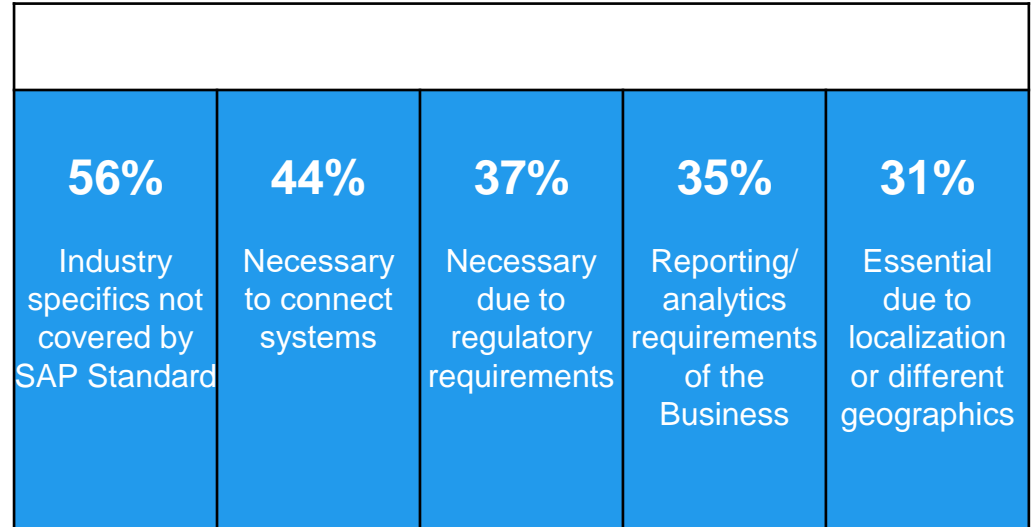 56%
Industry
specifics not
covered by
SAP Standard
44%
Necessary
to connect
systems
37%
Necessary
due to
regulatory
requirements
35%
Reporting/
analytics
requirements
of the
Business
31%
Essential
due to
localization
or different
geographics